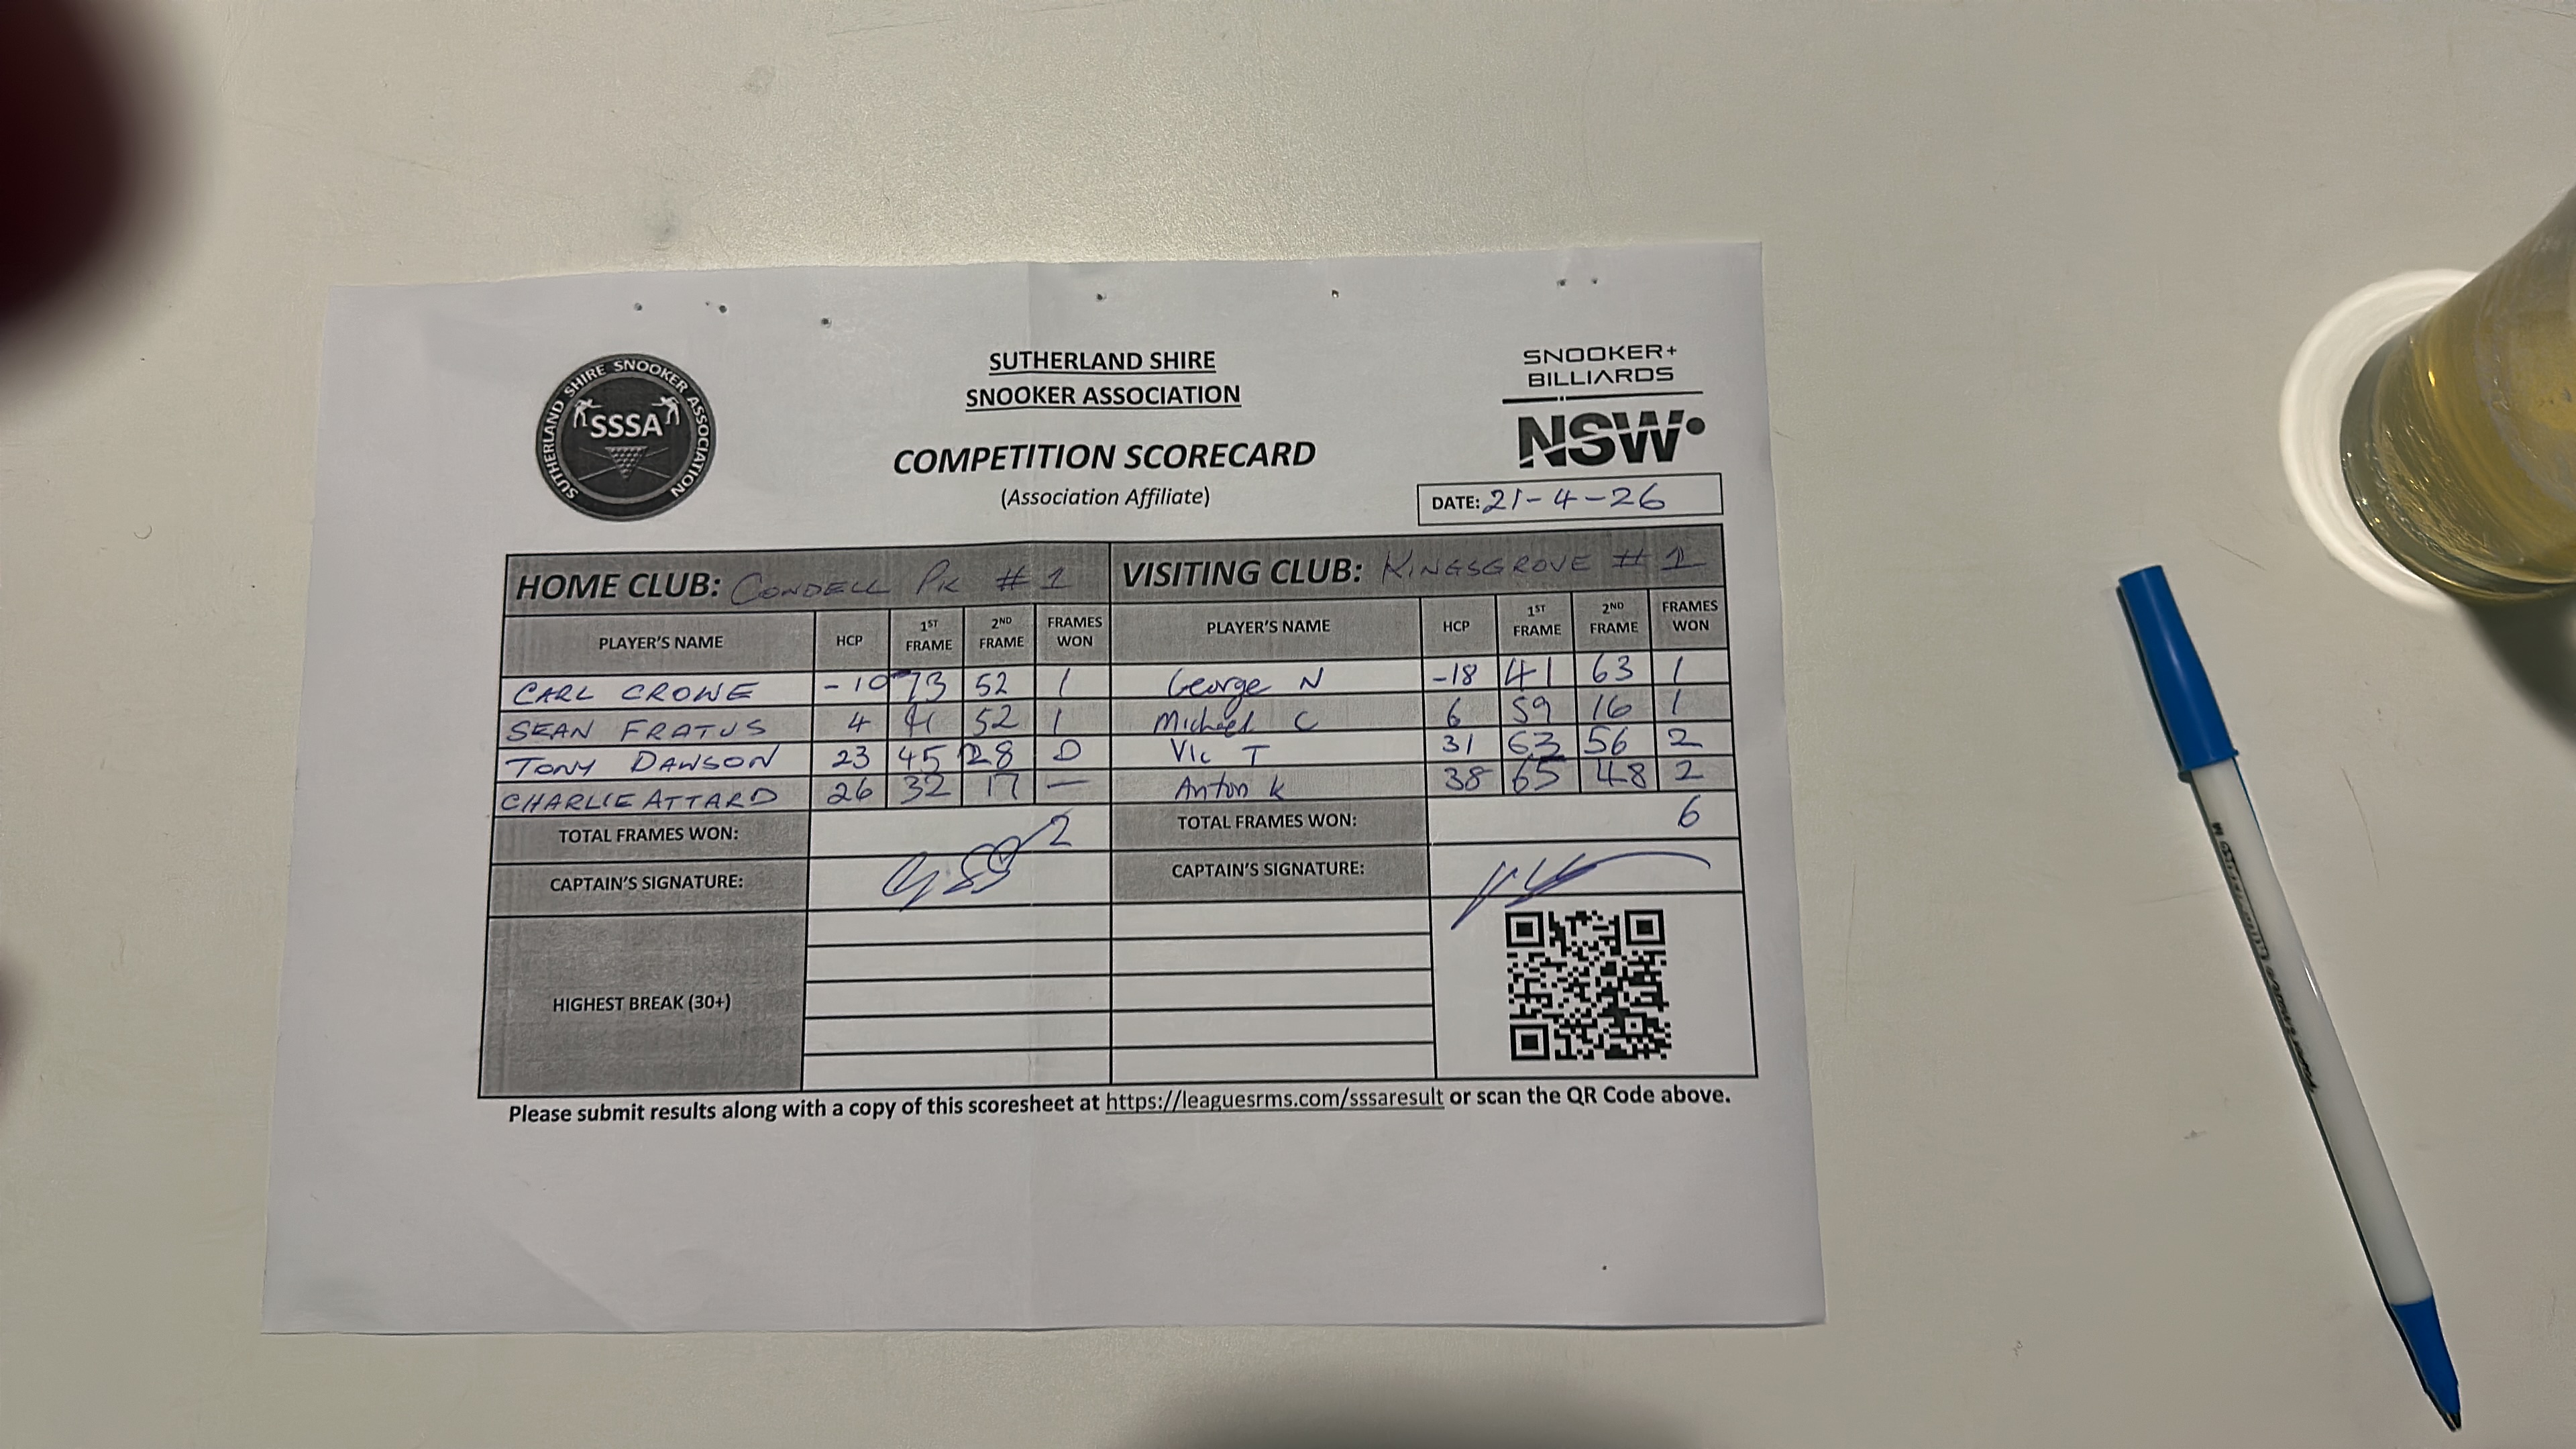 SUTHERLAND SHIRE SNOOKER ASSOCIATION
SSSA
SUTHERLAND SHIRE
SNOOKER ASSOCIATION
COMPETITION SCORECARD
(Association Affiliate)
SNOOKER+
BILLIARDS
NSW
DATE: 21-4-26
HOME CLUB: CONDELL PK # 1 VISITING CLUB: KINGSGROVE # 1
PLAYER'S NAME HCP 1ST FRAME 2ND FRAME FRAMES WON PLAYER'S NAME HCP 1ST FRAME 2ND FRAME FRAMES WON
CARL CROWE -10 73 52 1 George N -18 41 63 1
SEAN FRATUS 4 41 52 1 Michael C 6 59 16 1
TONY DAWSON 23 45 28 0 Vic T 31 63 56 2
CHARLIE ATTARD 26 32 17 — Anton K 38 65 48 2
TOTAL FRAMES WON: 2 TOTAL FRAMES WON: 6
CAPTAIN'S SIGNATURE: CAPTAIN'S SIGNATURE:
HIGHEST BREAK (30+)
Please submit results along with a copy of this scoresheet at https://leaguesrms.com/sssaresult or scan the QR Code above.